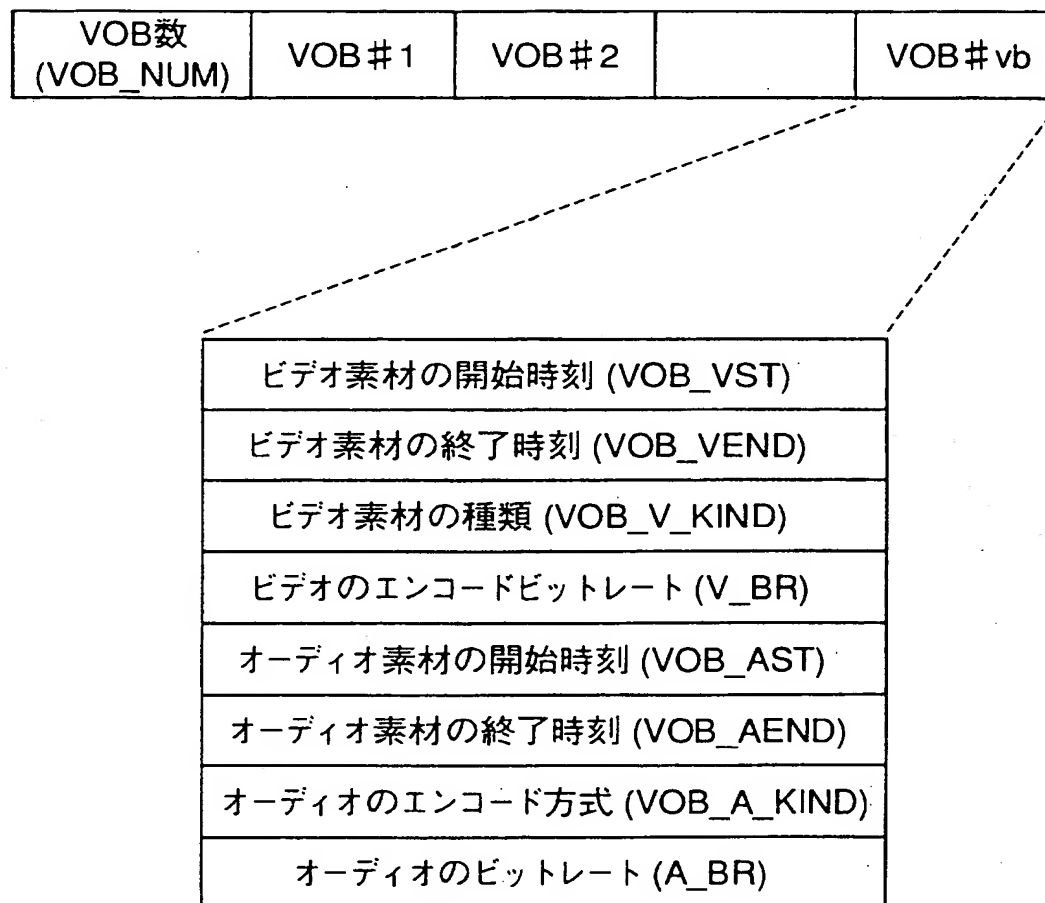 VOB数
(VOB_NUM)
VOB#1
VOB#2
VOB#vb
ビデオ素材の開始時刻 (VOB_VST)
ビデオ素材の終了時刻 (VOB_VEND)
ビデオ素材の種類 (VOB_V_KIND)
ビデオのエンコードビットレート (V_BR)
オーディオ素材の開始時刻 (VOB_AST)
オーディオ素材の終了時刻 (VOB_AEND)
オーディオのエンコード方式 (VOB_A_KIND)
オーディオのビットレート (A_BR)